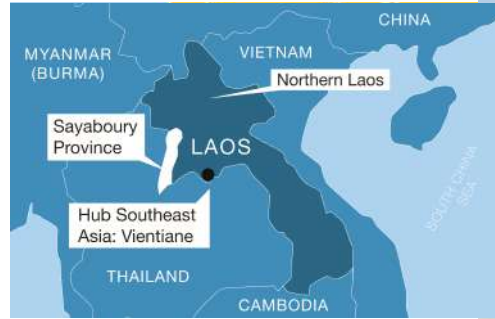 CHINA
MYANMAR
(BURMA)
VIETNAM
Northern Laos
Sayaboury
Province
LAOS
Hub Southeast
Asia: Vientiane
SOUTH CHINA
SEA
THAILAND
CAMBODIA